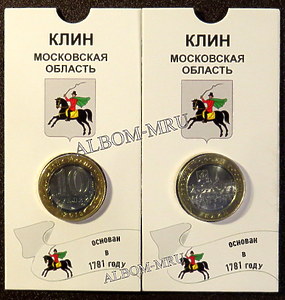 КЛИН
МОСКОВСКАЯ
ОБЛАСТЬ
10
основан
в
1781 году
КЛИН
МОСКОВСКАЯ
ОБЛАСТЬ
основан
в
1781 году
ALBOM-MRU
ALBOM-MRU